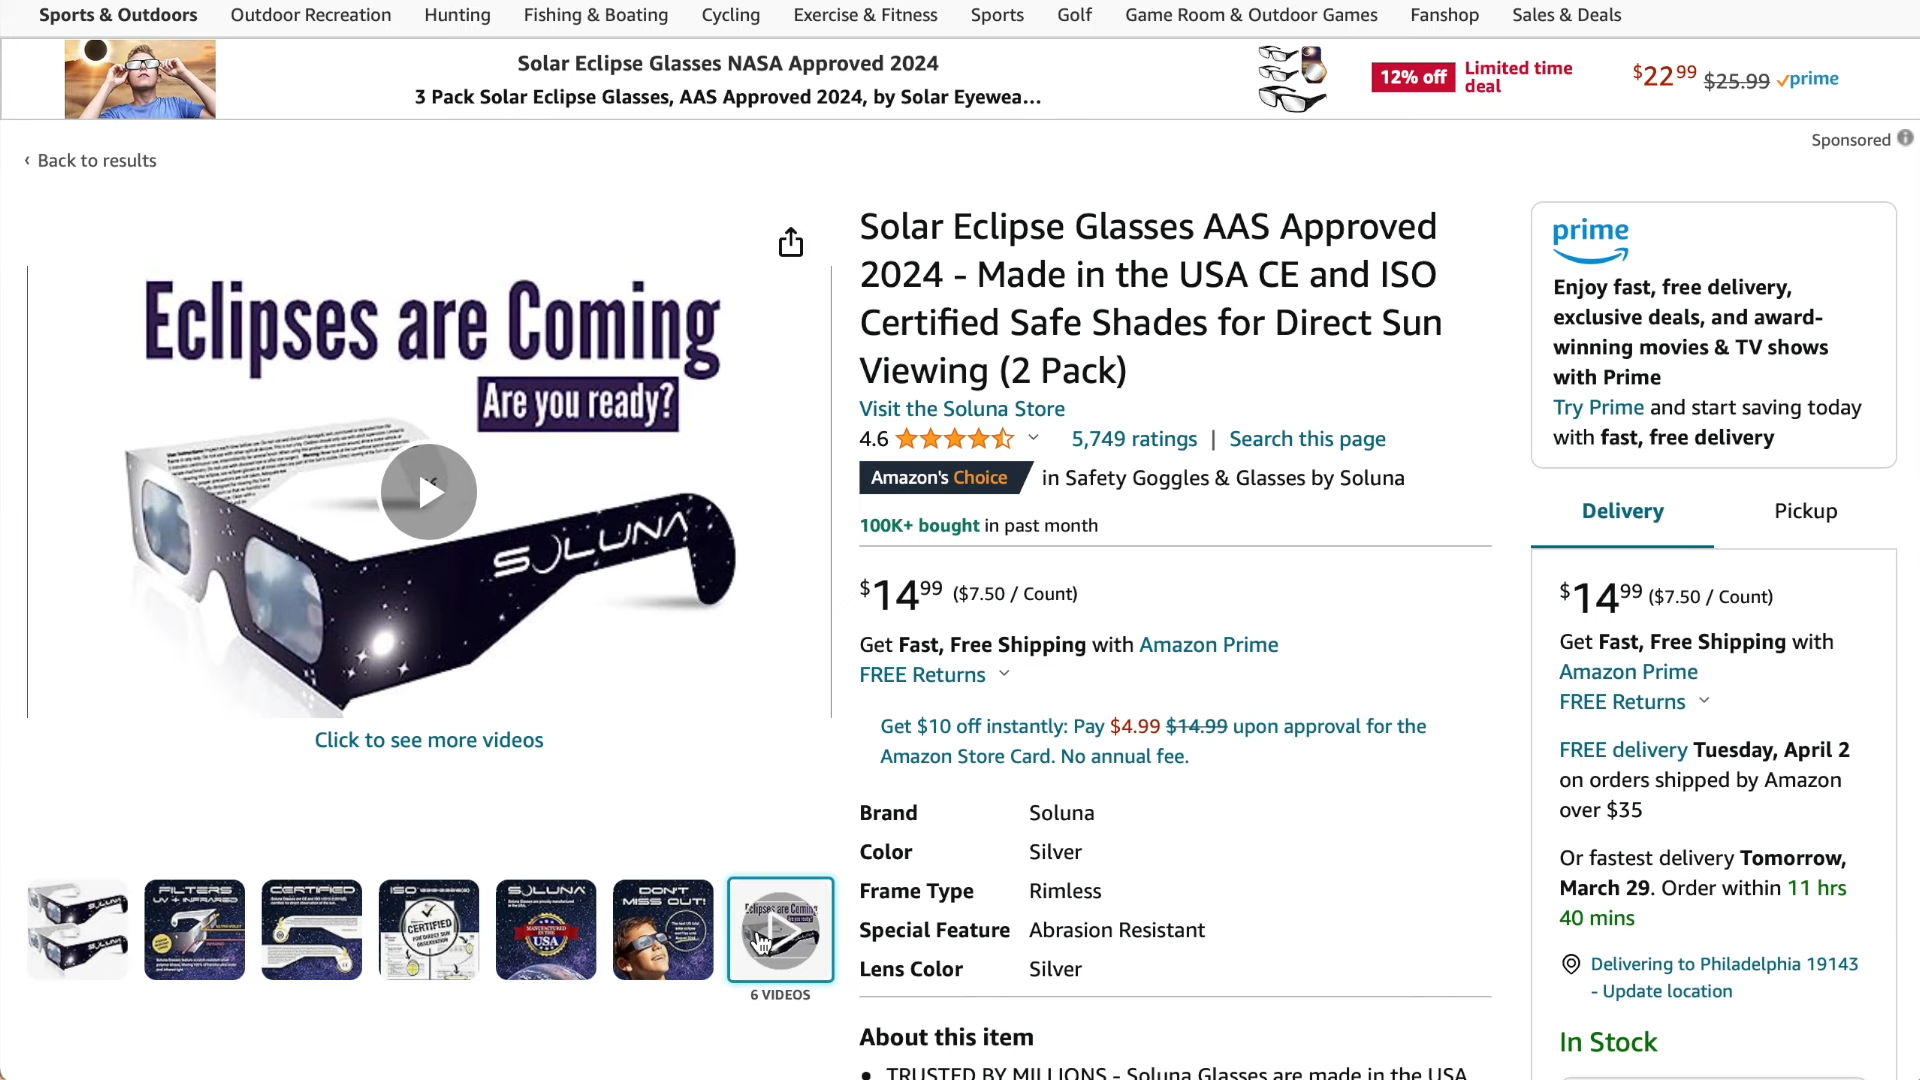 Sports & Outdoors Outdoor Recreation Hunting Fishing & Boating Cycling Exercise & Fitness Sports Golf Game Room & Outdoor Games Fanshop Sales & Deals
Solar Eclipse Glasses NASA Approved 2024
3 Pack Solar Eclipse Glasses, AAS Approved 2024, by Solar Eyewea...
12% off
Limited time
deal
$22.99 $25.99 prime
Sponsored
‹ Back to results
Eclipses are Coming
Are you ready?
SOLUNA
Click to see more videos
FILTERS
UV + INFRARED
CERTIFIED
CERTIFIED
SOLUNA
MANUFACTURED
USA
DON'T
MISS OUT!
Eclipses are Coming
6 VIDEOS
Solar Eclipse Glasses AAS Approved
2024 - Made in the USA CE and ISO
Certified Safe Shades for Direct Sun
Viewing (2 Pack)
Visit the Soluna Store
4.6 5,749 ratings | Search this page
Amazon's Choice in Safety Goggles & Glasses by Soluna
100K+ bought in past month
$14.99 ($7.50 / Count)
Get Fast, Free Shipping with Amazon Prime
FREE Returns
Get $10 off instantly: Pay $4.99 $14.99 upon approval for the
Amazon Store Card. No annual fee.
Brand Soluna
Color Silver
Frame Type Rimless
Special Feature Abrasion Resistant
Lens Color Silver
About this item
• TRUSTED BY MILLIONS - Soluna Glasses are made in the USA
prime
Enjoy fast, free delivery,
exclusive deals, and award-
winning movies & TV shows
with Prime
Try Prime and start saving today
with fast, free delivery
Delivery Pickup
$14.99 ($7.50 / Count)
Get Fast, Free Shipping with
Amazon Prime
FREE Returns
FREE delivery Tuesday, April 2
on orders shipped by Amazon
over $35
Or fastest delivery Tomorrow,
March 29. Order within 11 hrs
40 mins
Delivering to Philadelphia 19143
- Update location
In Stock